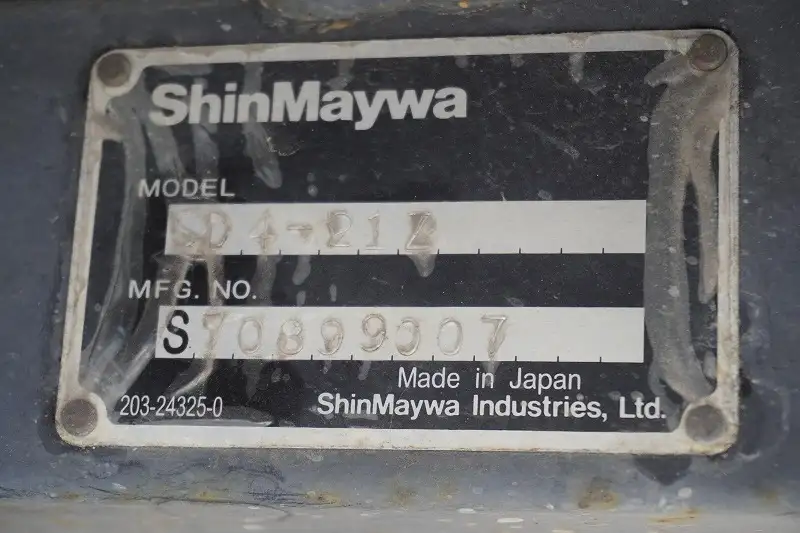 ShinMaywa
MODEL
MFG. NO.
S
Made in Japan
203-24325-0
ShinMaywa Industries, Ltd.